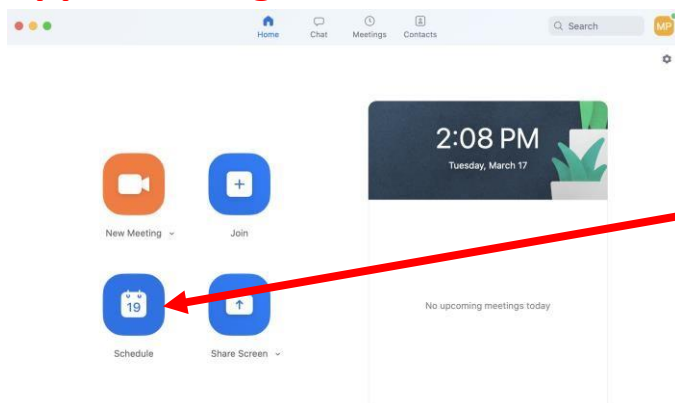 Home Chat Meetings Contacts
Search
MP
2:08 PM
Tuesday, March 17
New Meeting
Join
19
Schedule
Share Screen
No upcoming meetings today